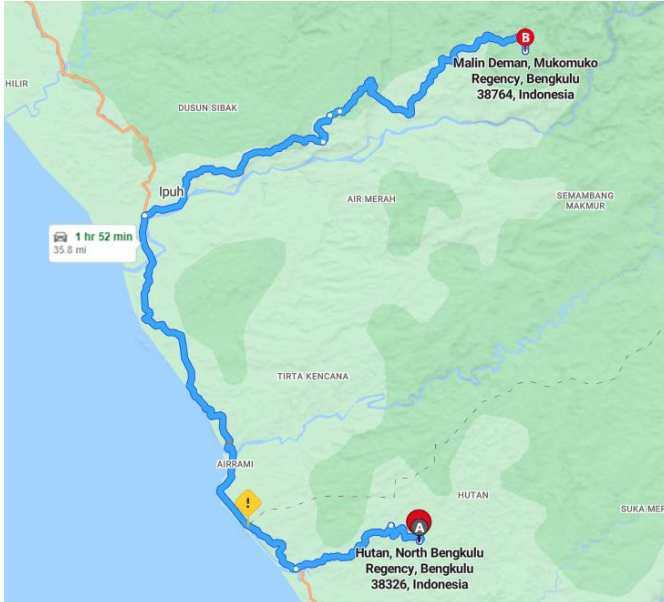 B
Malin Deman, Mukomuko
Regency, Bengkulu
38764, Indonesia
HILIR
DUSUN SIBAK
Ipuh
AIR MERAH
SEMAMBANG
MAKMUR
1 hr 52 min
35.8 mi
TIRTA KENCANA
AIRRAMI
!
HUTAN
SUKA MER
A
Hutan, North Bengkulu
Regency, Bengkulu
38326, Indonesia